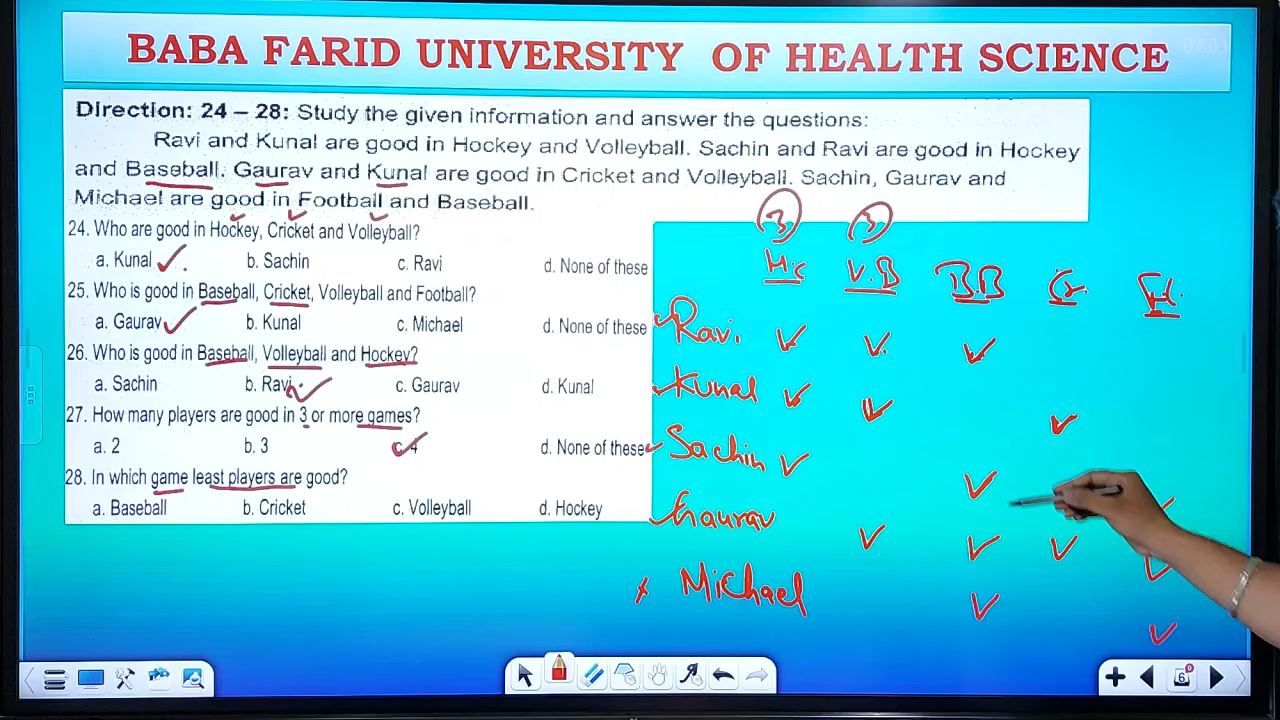 BABA FARID UNIVERSITY OF HEALTH SCIENCE
Direction: 24 – 28: Study the given information and answer the questions:
Ravi and Kunal are good in Hockey and Volleyball. Sachin and Ravi are good in Hockey
and Baseball. Gaurav and Kunal are good in Cricket and Volleyball. Sachin, Gaurav and
Michael are good in Football and Baseball.
24. Who are good in Hockey, Cricket and Volleyball?
a. Kunal b. Sachin c. Ravi d. None of these
25. Who is good in Baseball, Cricket, Volleyball and Football?
a. Gaurav b. Kunal c. Michael d. None of these
26. Who is good in Baseball, Volleyball and Hockey?
a. Sachin b. Ravi c. Gaurav d. Kunal
27. How many players are good in 3 or more games?
a. 2 b. 3 c. 4 d. None of these
28. In which game least players are good?
a. Baseball b. Cricket c. Volleyball d. Hockey
3 3
V.B B.B
Ravi
Kunal
Sachin
Gaurav
Michael
6